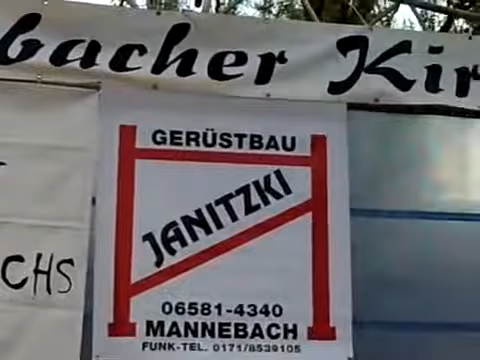 bacher Kir
GERÜSTBAU
JANITZKI
CHS
06581-4340
MANNEBACH
FUNK-TEL. 0171/8539105